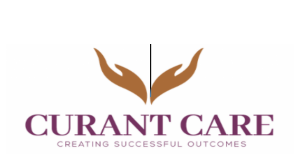 CURANT CARE
CREATING SUCCESSFUL OUTCOMES